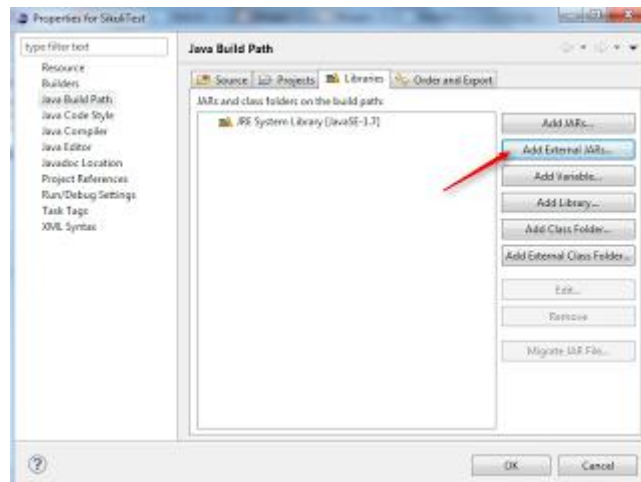 Properties for SikuliTest
type filter text
Resource
Builders
Java Build Path
Java Code Style
Java Compiler
Java Editor
Javadoc Location
Project References
Run/Debug Settings
Task Tags
XML Syntax
Java Build Path
Source Projects Libraries Order and Export
JARs and class folders on the build path:
JRE System Library [JavaSE-1.7]
Add JARs...
Add External JARs...
Add Variable...
Add Library...
Add Class Folder...
Add External Class Folder...
Edit...
Remove
Migrate JAR File...
?
OK Cancel